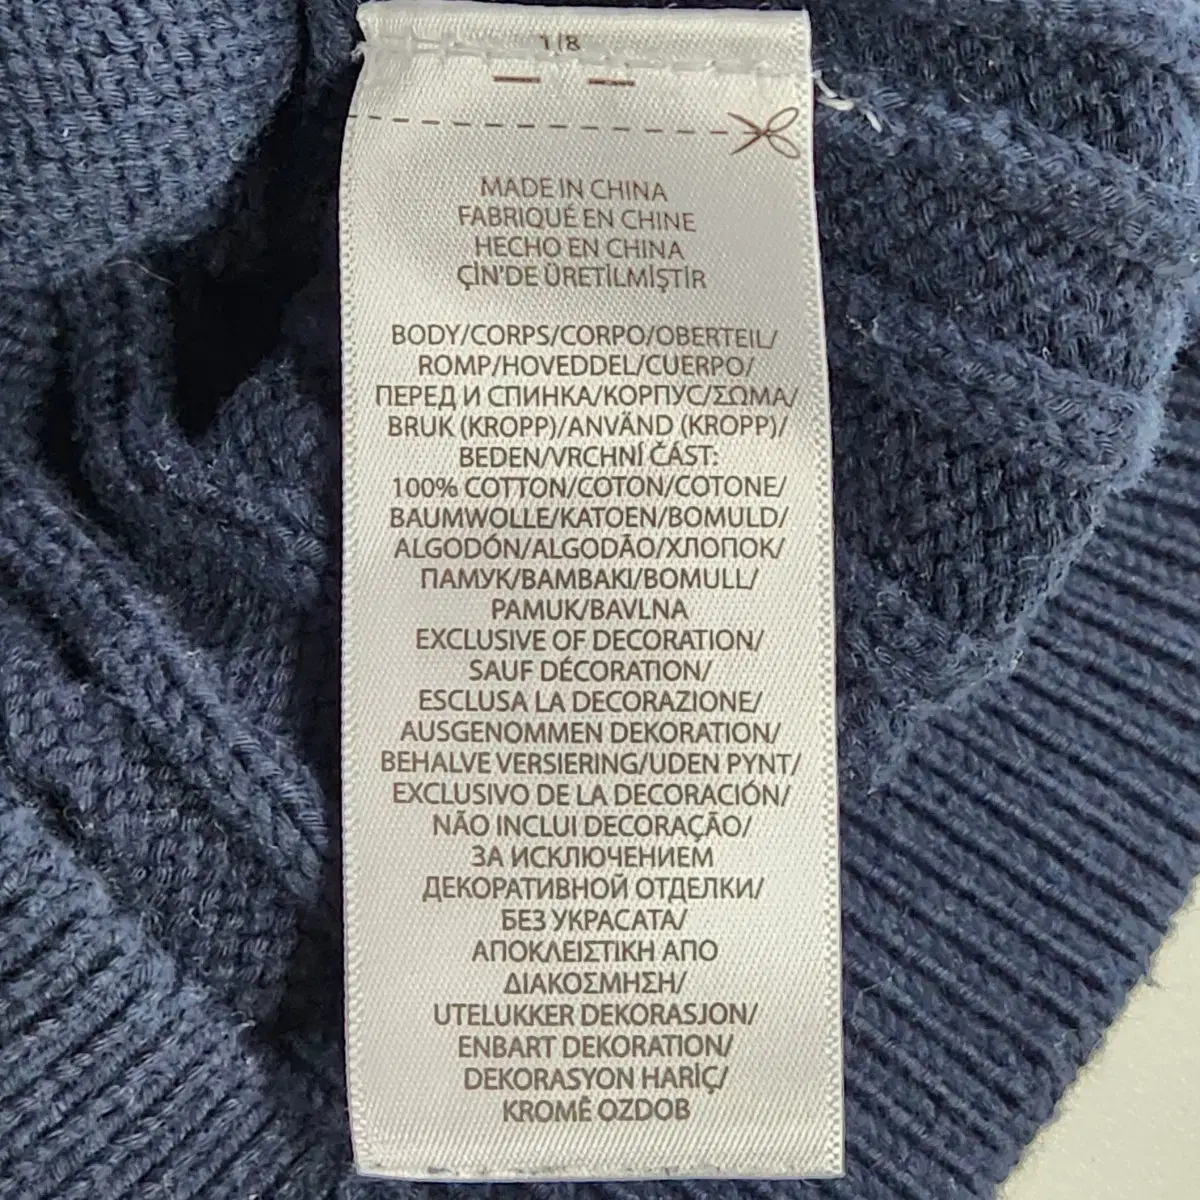 1/8
MADE IN CHINA
FABRIQUÉ EN CHINE
HECHO EN CHINA
ÇİN'DE ÜRETİLMİŞTİR
BODY/CORPS/CORPO/OBERTEIL/
ROMP/HOVEDDEL/CUERPO/
ПЕРЕД И СПИНКА/КОРПУС/ΣΩΜΑ/
BRUK (KROPP)/ANVÄND (KROPP)/
BEDEN/VRCHNÍ ČÁST:
100% COTTON/COTON/COTONE/
BAUMWOLLE/KATOEN/BOMULD/
ALGODÓN/ALGODÃO/ХЛОПОК/
ПАМУК/ΒΑΜΒΑΚΙ/BOMULL/
PAMUK/BAVLNA
EXCLUSIVE OF DECORATION/
SAUF DÉCORATION/
ESCLUSA LA DECORAZIONE/
AUSGENOMMEN DEKORATION/
BEHALVE VERSIERING/UDEN PYNT/
EXCLUSIVO DE LA DECORACIÓN/
NÃO INCLUI DECORAÇÃO/
ЗА ИСКЛЮЧЕНИЕМ
ДЕКОРАТИВНОЙ ОТДЕЛКИ/
БЕЗ УКРАСАТА/
ΑΠΟΚΛΕΙΣΤΙΚΗ ΑΠΟ
ΔΙΑΚΟΣΜΗΣΗ/
UTELUKKER DEKORASJON/
ENBART DEKORATION/
DEKORASYON HARİÇ/
KROMĚ OZDOB